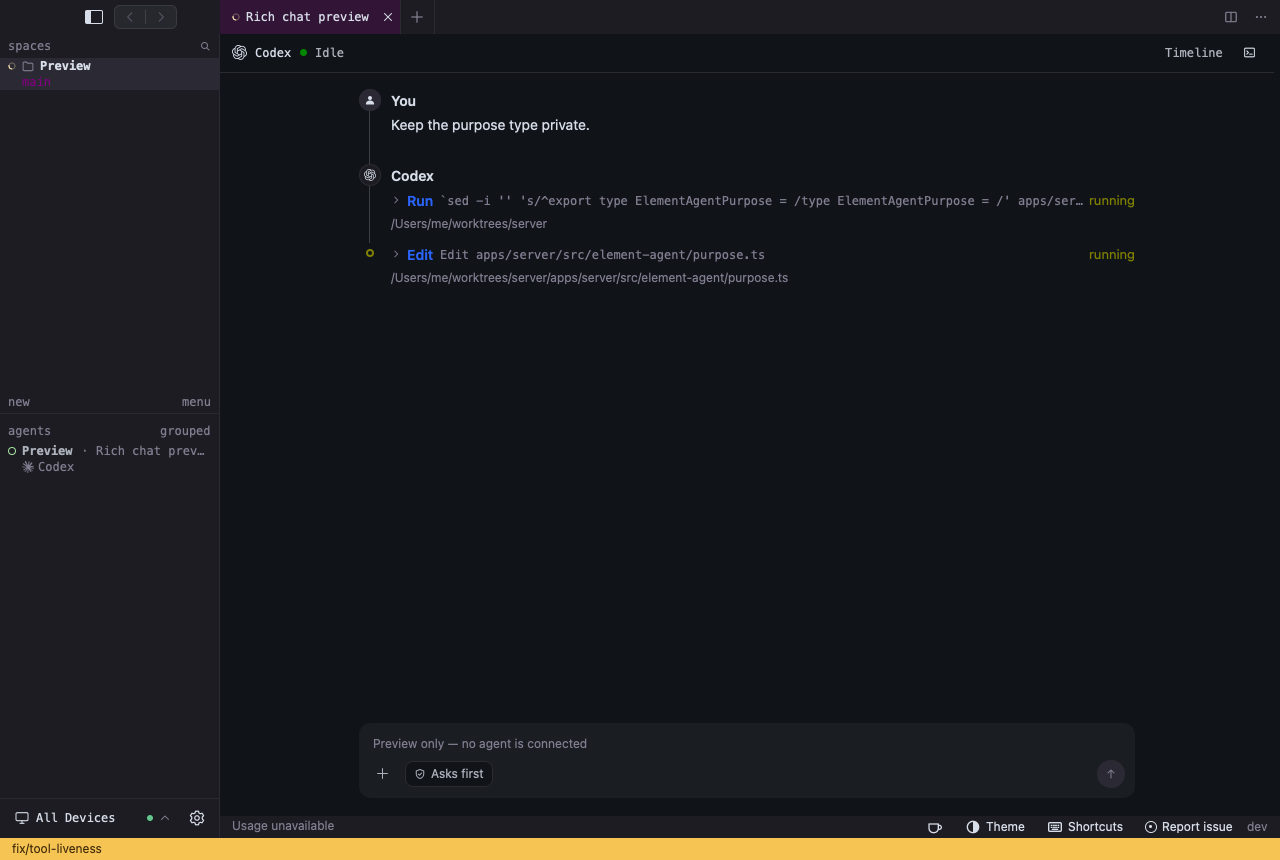 Rich chat preview
spaces
Preview
main
Codex Idle
Timeline
You
Keep the purpose type private.
Codex
Run `sed -i '' 's/^export type ElementAgentPurpose = /type ElementAgentPurpose = /' apps/ser… running
/Users/me/worktrees/server
Edit Edit apps/server/src/element-agent/purpose.ts running
/Users/me/worktrees/server/apps/server/src/element-agent/purpose.ts
new menu
agents grouped
Preview · Rich chat prev…
Codex
Preview only — no agent is connected
Asks first
All Devices
Usage unavailable
Theme
Shortcuts
Report issue
dev
fix/tool-liveness